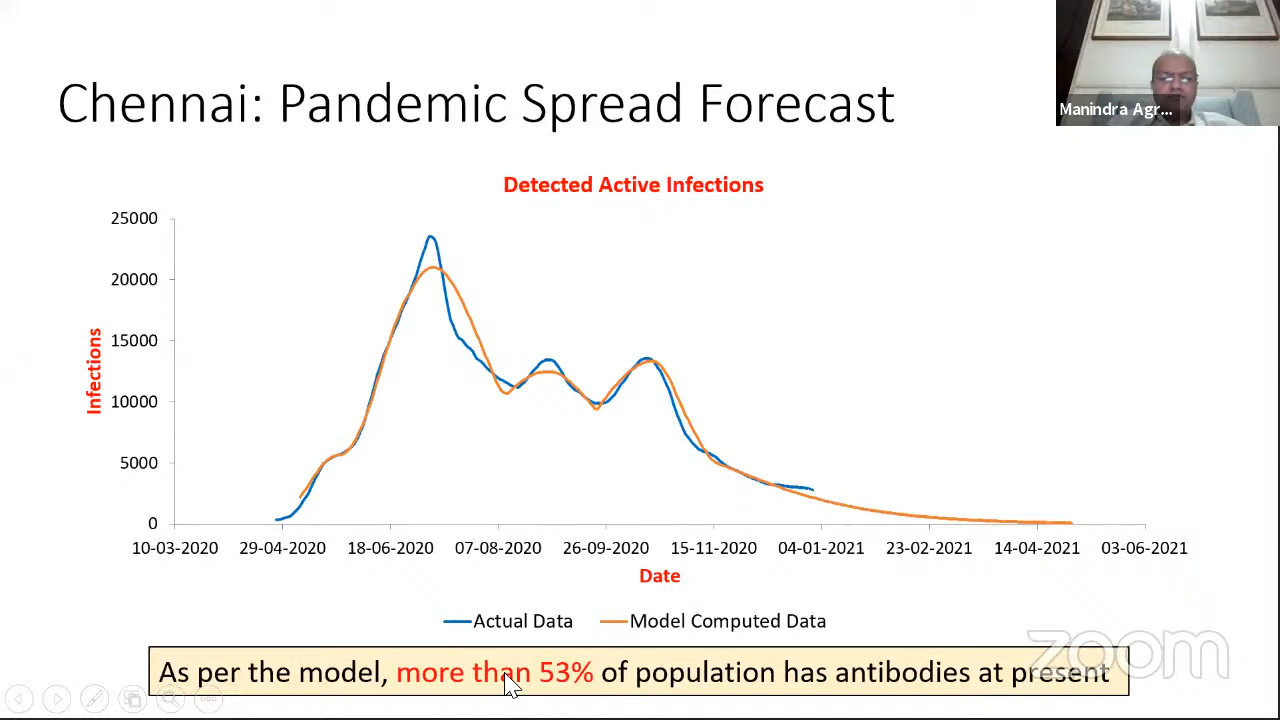 Manindra Agr...
Chennai: Pandemic Spread Forecast
Detected Active Infections
25000
20000
15000
10000
5000
0
Infections
10-03-2020 29-04-2020 18-06-2020 07-08-2020 26-09-2020 15-11-2020 04-01-2021 23-02-2021 14-04-2021 03-06-2021
Date
Actual Data Model Computed Data
zoom
As per the model, more than 53% of population has antibodies at present